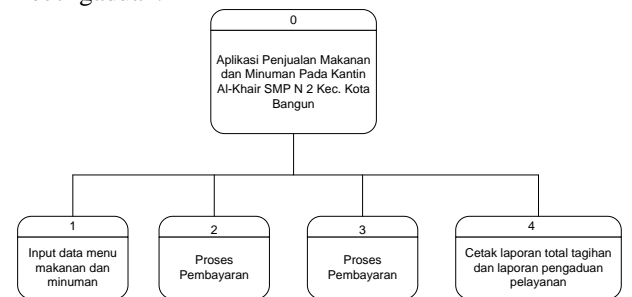 0
Aplikasi Penjualan Makanan
dan Minuman Pada Kantin
Al-Khair SMP N 2 Kec. Kota
Bangun
1
Input data menu
makanan dan
minuman
2
Proses
Pembayaran
3
Proses
Pembayaran
4
Cetak laporan total tagihan
dan laporan pengaduan
pelayanan